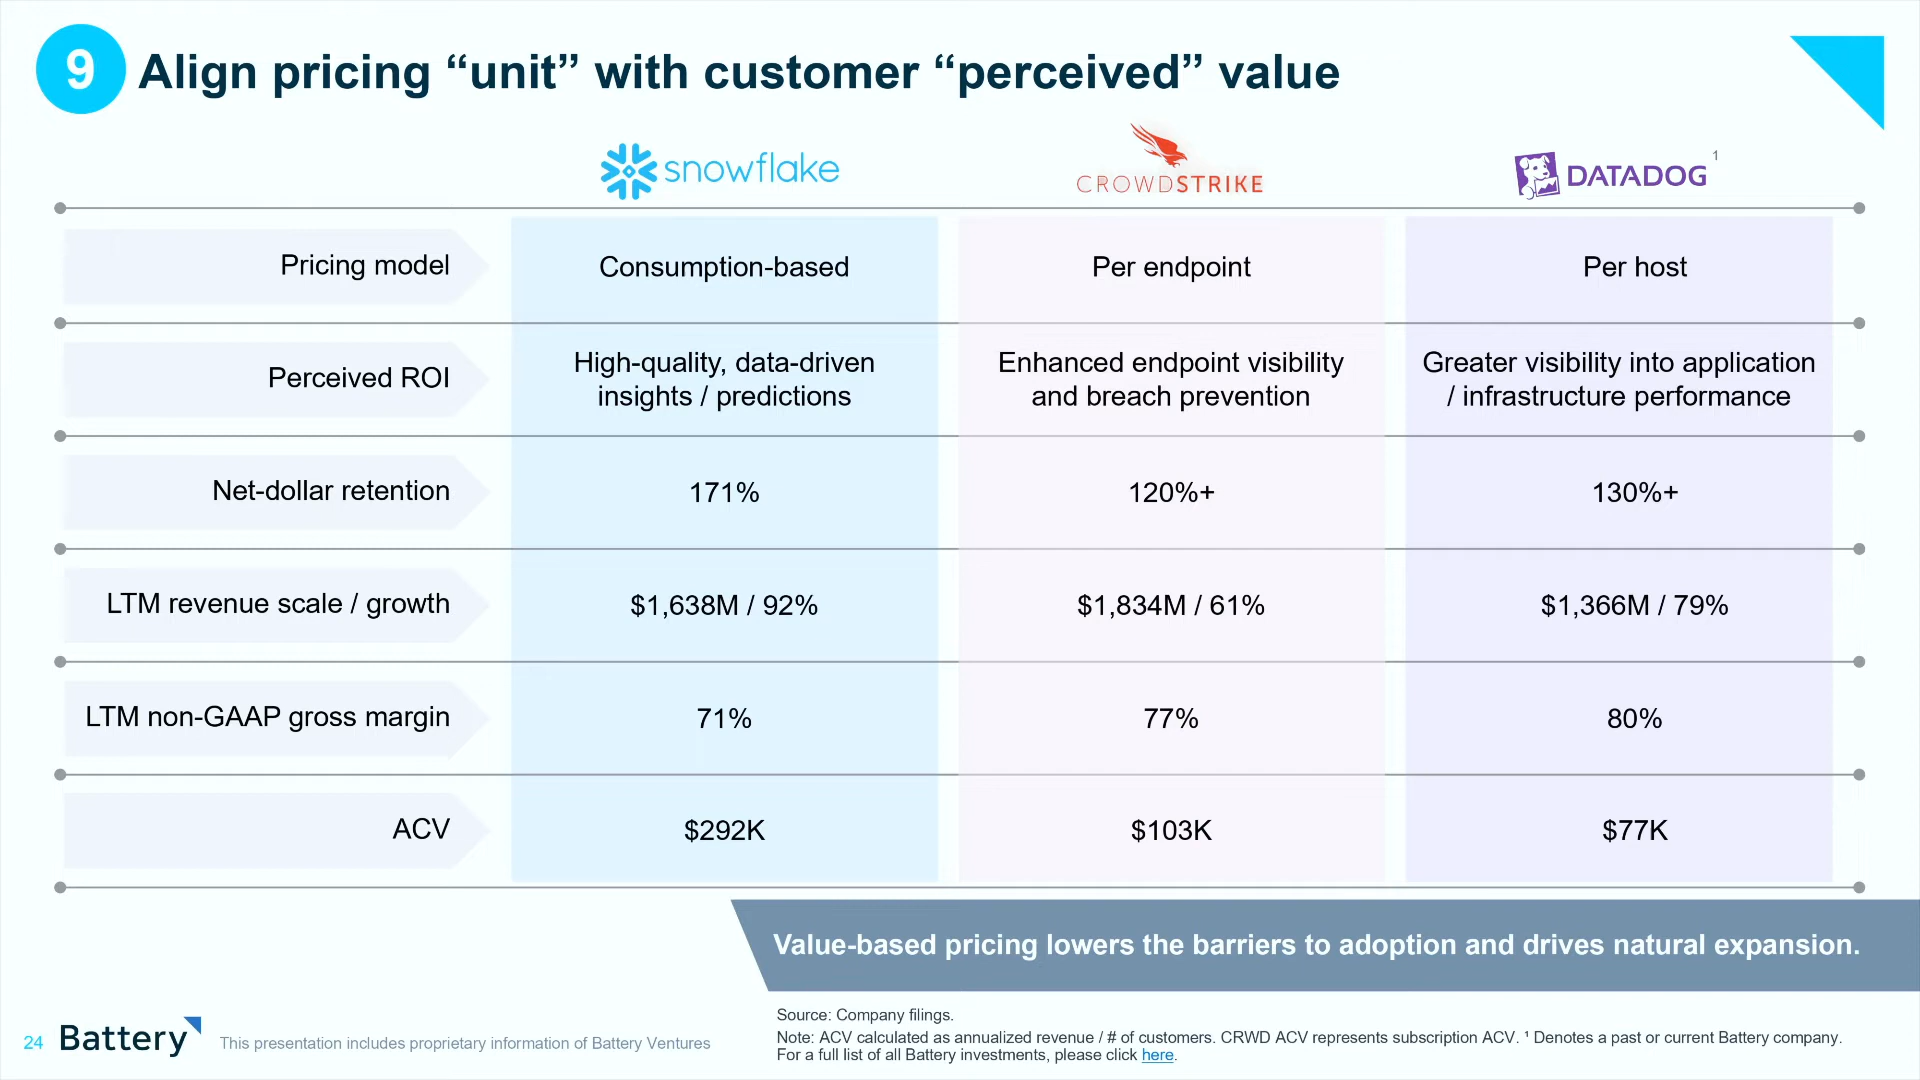 9
Align pricing “unit” with customer “perceived” value
snowflake
CROWDSTRIKE
DATADOG 1
Pricing model
Consumption-based
Per endpoint
Per host
Perceived ROI
High-quality, data-driven
insights / predictions
Enhanced endpoint visibility
and breach prevention
Greater visibility into application
/ infrastructure performance
Net-dollar retention
171%
120%+
130%+
LTM revenue scale / growth
$1,638M / 92%
$1,834M / 61%
$1,366M / 79%
LTM non-GAAP gross margin
71%
77%
80%
ACV
$292K
$103K
$77K
Value-based pricing lowers the barriers to adoption and drives natural expansion.
24
Battery
This presentation includes proprietary information of Battery Ventures
Source: Company filings.
Note: ACV calculated as annualized revenue / # of customers. CRWD ACV represents subscription ACV. ¹ Denotes a past or current Battery company.
For a full list of all Battery investments, please click here.